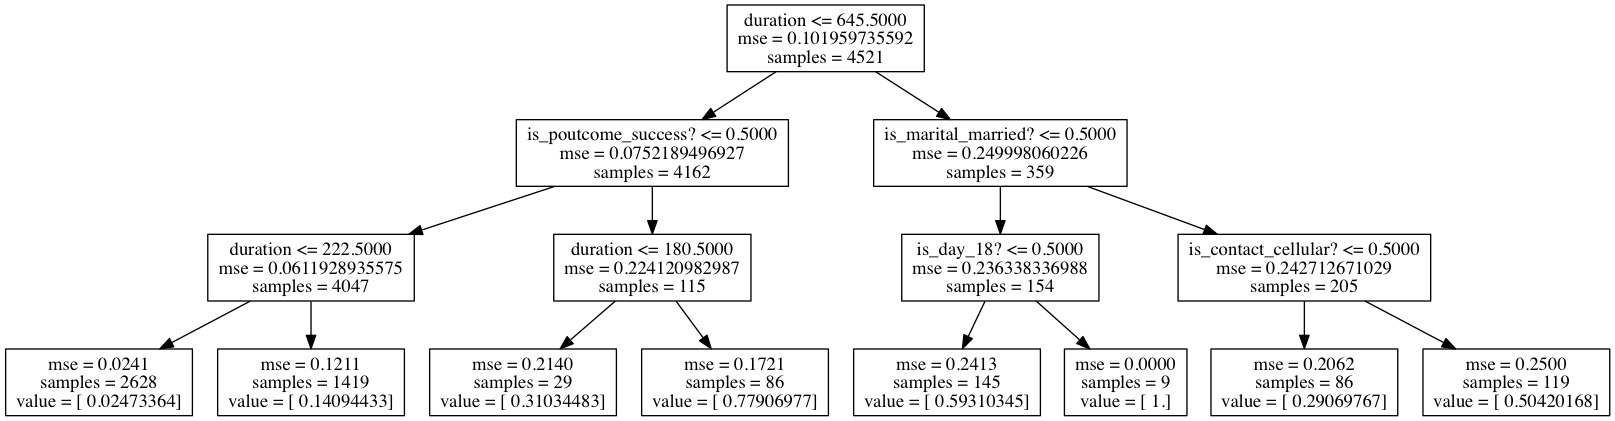 duration <= 645.5000
mse = 0.101959735592
samples = 4521
is_poutcome_success? <= 0.5000
mse = 0.0752189496927
samples = 4162
is_marital_married? <= 0.5000
mse = 0.249998060226
samples = 359
duration <= 222.5000
mse = 0.0611928935575
samples = 4047
duration <= 180.5000
mse = 0.224120982987
samples = 115
is_day_18? <= 0.5000
mse = 0.236338336988
samples = 154
is_contact_cellular? <= 0.5000
mse = 0.242712671029
samples = 205
mse = 0.0241
samples = 2628
value = [ 0.02473364]
mse = 0.1211
samples = 1419
value = [ 0.14094433]
mse = 0.2140
samples = 29
value = [ 0.31034483]
mse = 0.1721
samples = 86
value = [ 0.77906977]
mse = 0.2413
samples = 145
value = [ 0.59310345]
mse = 0.0000
samples = 9
value = [ 1.]
mse = 0.2062
samples = 86
value = [ 0.29069767]
mse = 0.2500
samples = 119
value = [ 0.50420168]